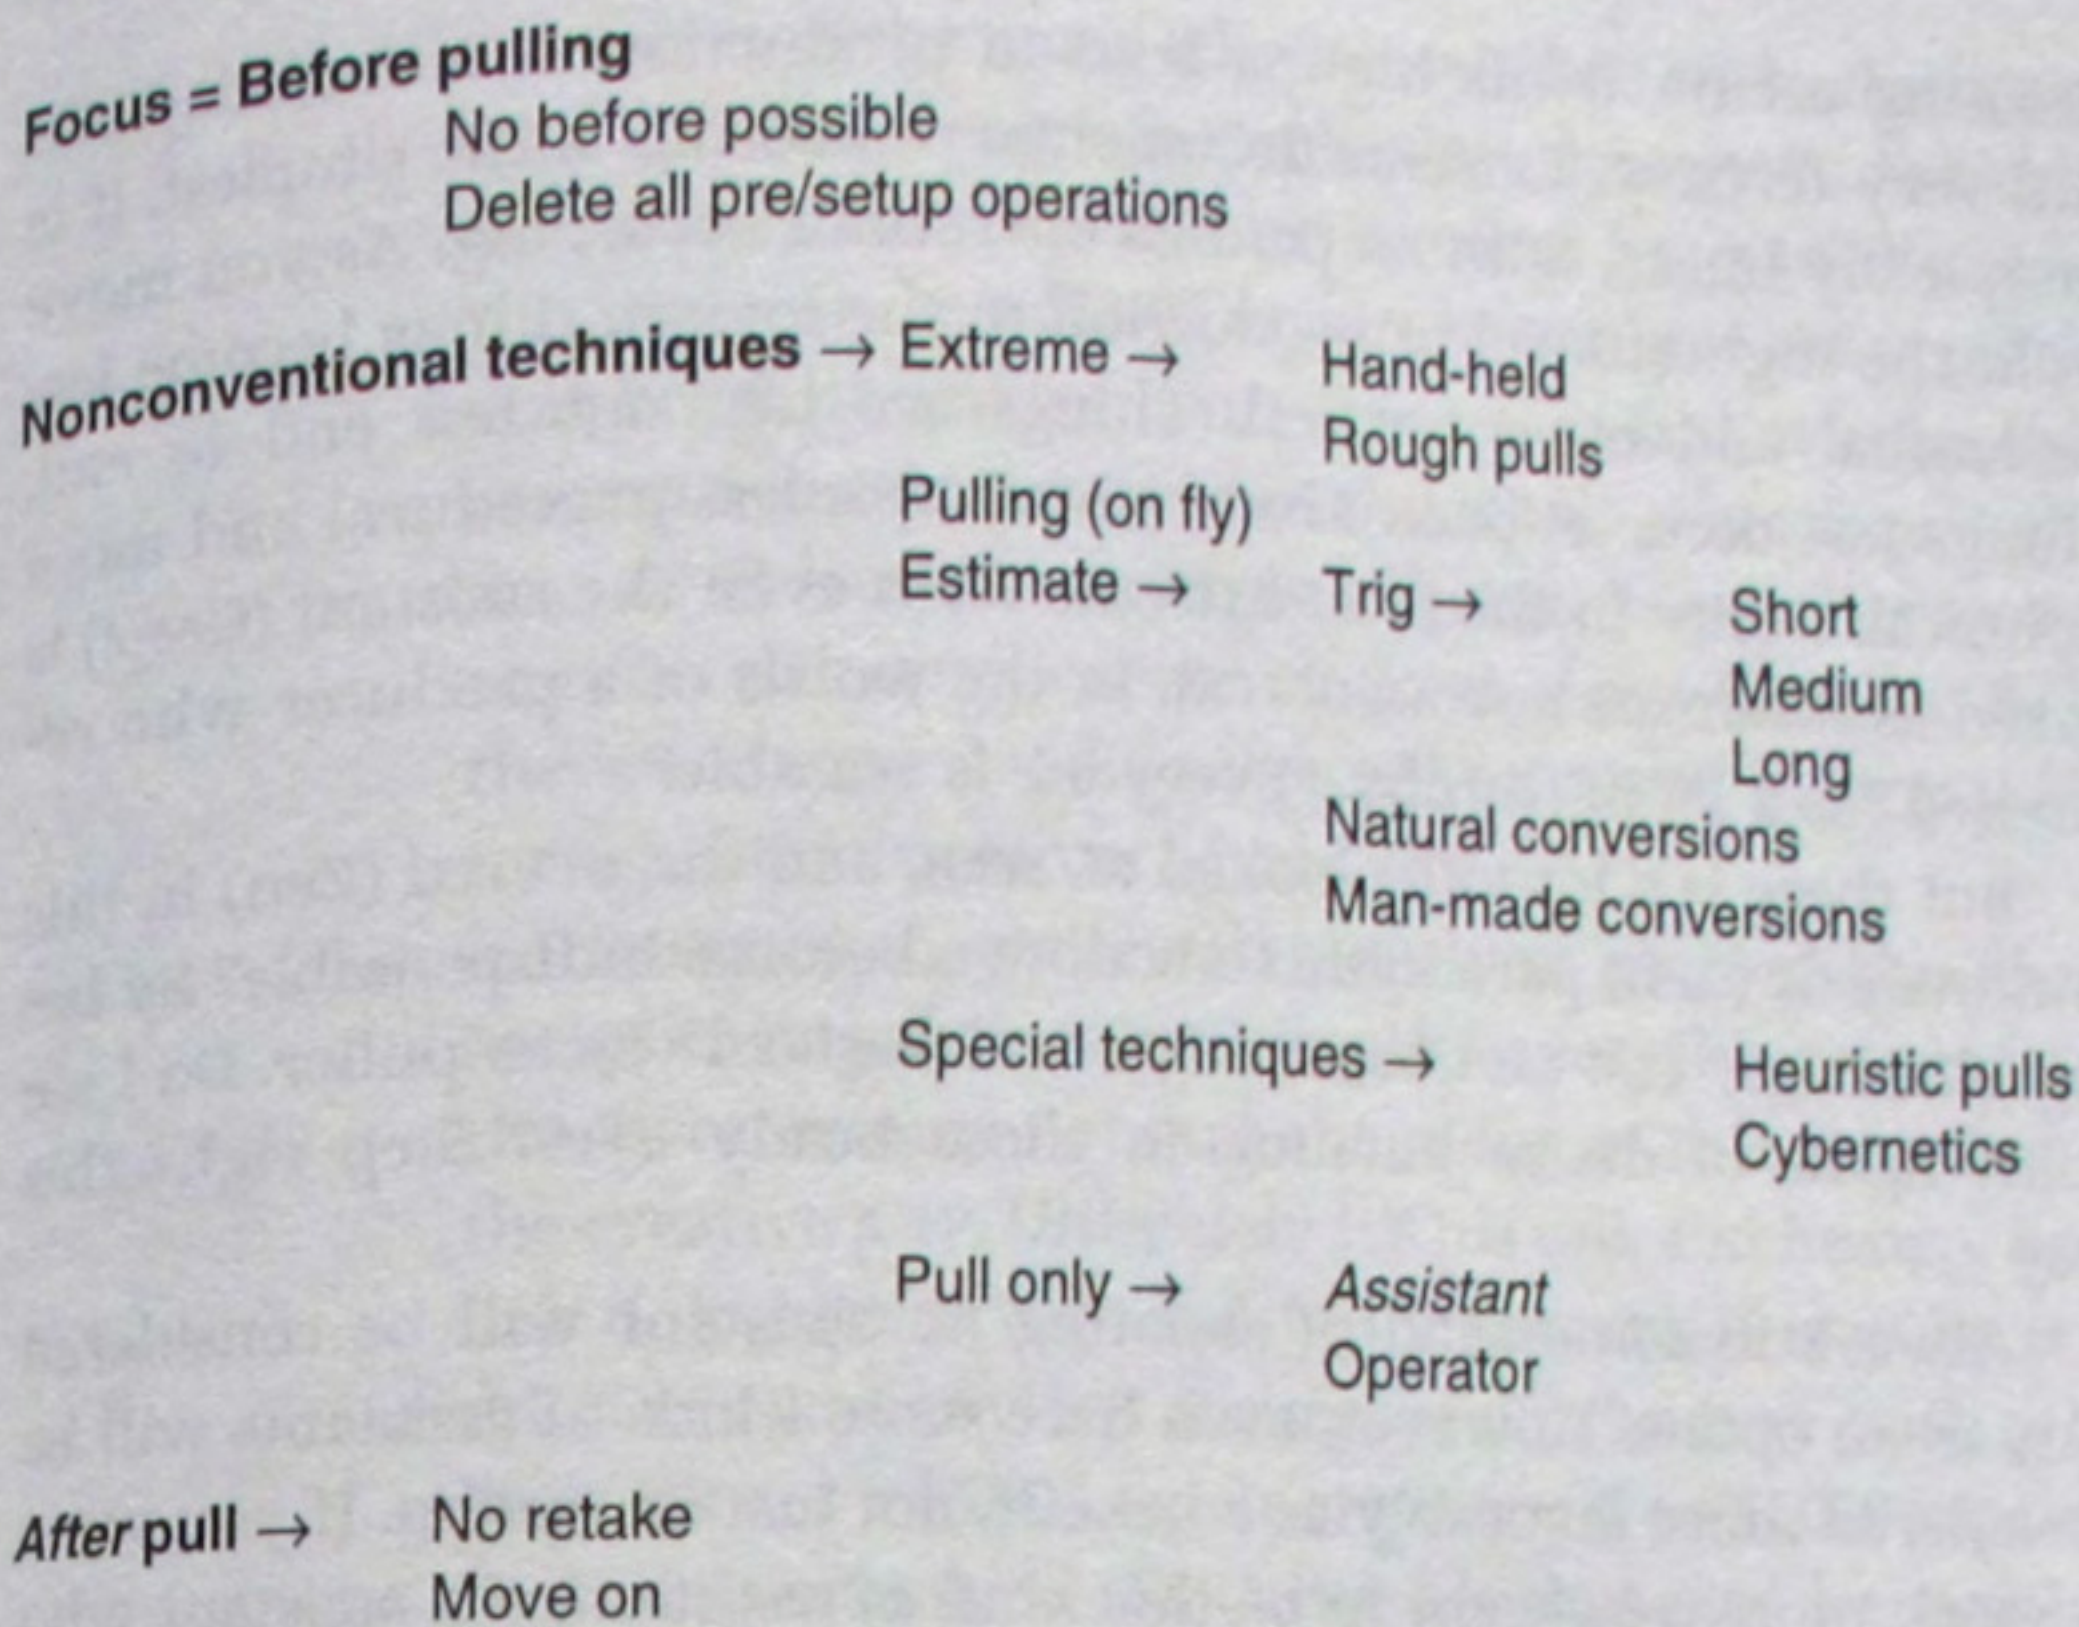 Focus = Before pulling
No before possible
Delete all pre/setup operations
Nonconventional techniques → Extreme → Hand-held
Rough pulls
Pulling (on fly)
Estimate → Trig → Short
Medium
Long
Natural conversions
Man-made conversions
Special techniques → Heuristic pulls
Cybernetics
Pull only → Assistant
Operator
After pull → No retake
Move on